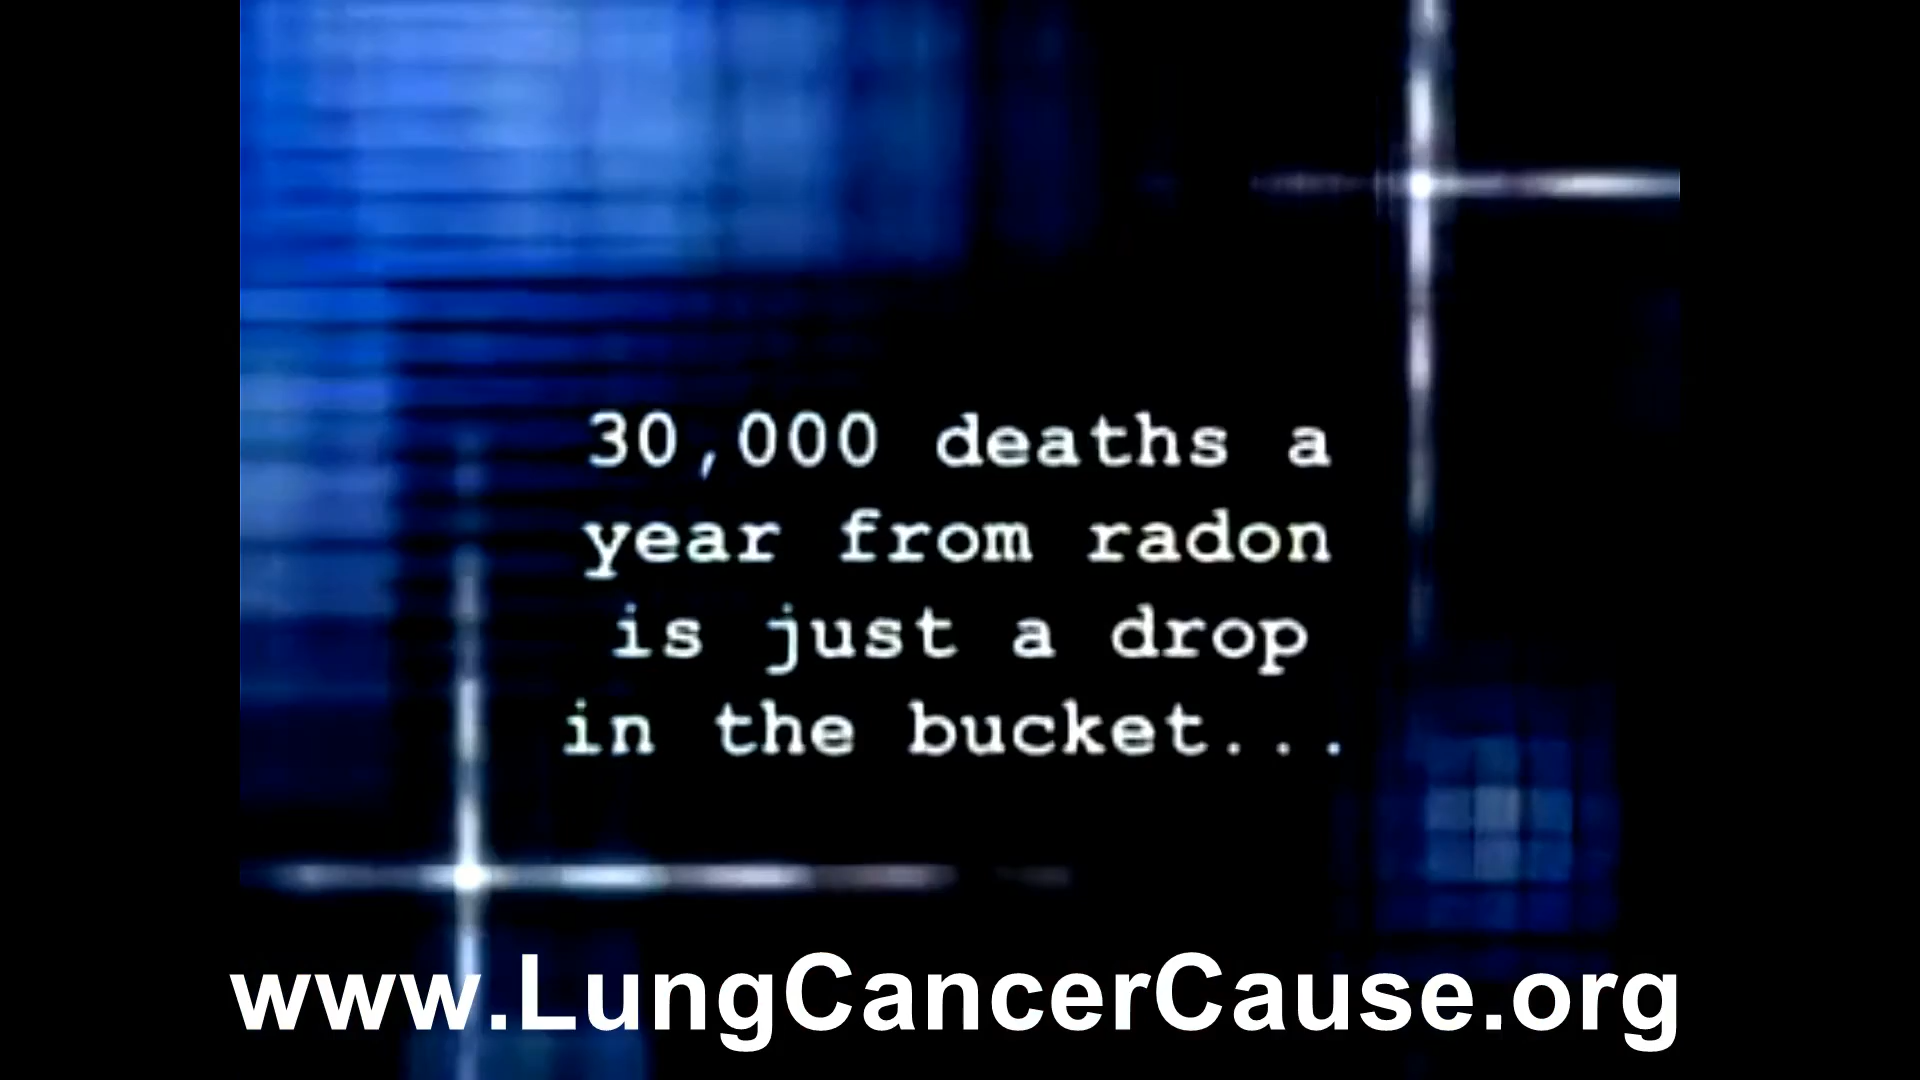 30,000 deaths a
year from radon
is just a drop
in the bucket...
www.LungCancerCause.org